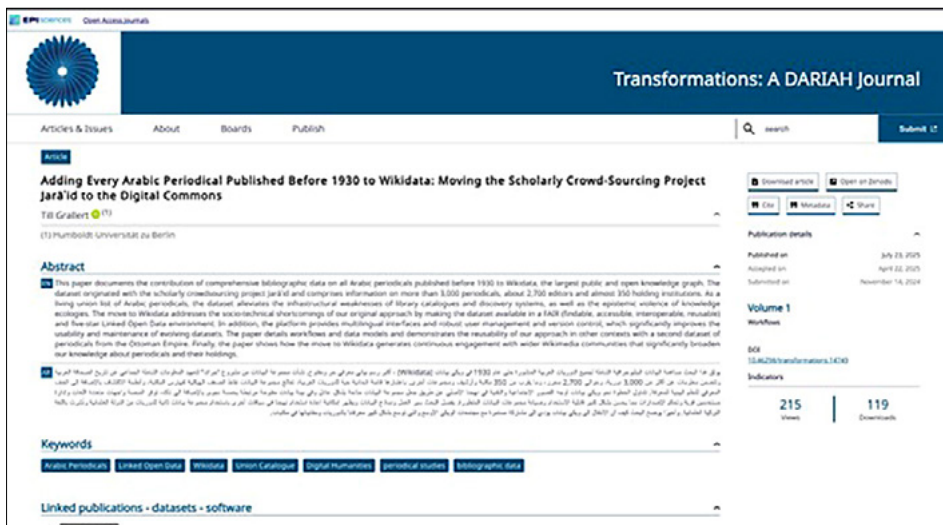 EPI sciences Open Access Journals
Transformations: A DARIAH Journal
Articles & Issues About Boards Publish
search
Submit
Article
Adding Every Arabic Periodical Published Before 1930 to Wikidata: Moving the Scholarly Crowd-Sourcing Project
Jarāʾid to the Digital Commons
Till Grallert (1)
(1) Humboldt-Universität zu Berlin
Abstract
EN This paper documents the contribution of comprehensive bibliographic data on all Arabic periodicals published before 1930 to Wikidata, the largest public and open knowledge graph. The
dataset originated with the scholarly crowdsourcing project Jarāʾid and comprises information on more than 3,000 periodicals, about 2,700 editors and almost 350 holding institutions. As a
living union list of Arabic periodicals, the dataset alleviates the infrastructural weaknesses of library catalogues and discovery systems, as well as the epistemic violence of knowledge
ecologies. The move to Wikidata addresses the socio-technical shortcomings of our original approach by making the dataset available in a FAIR (findable, accessible, interoperable, reusable)
and five-star Linked Open Data environment. In addition, the platform provides multilingual interfaces and robust user management and version control, which significantly improves the
usability and maintenance of evolving datasets. The paper details workflows and data models and demonstrates the reusability of our approach in other contexts with a second dataset of
periodicals from the Ottoman Empire. Finally, the paper shows how the move to Wikidata generates continuous engagement with wider Wikimedia communities that significantly broaden
our knowledge about periodicals and their holdings.
Keywords
Arabic Periodicals Linked Open Data Wikidata Union Catalogue Digital Humanities periodical studies bibliographic data
Linked publications - datasets - software
Download article Open on Zenodo
Cite Metadata Share
Publication details
Published on July 23, 2025
Accepted on April 22, 2025
Submitted on November 14, 2024
Volume 1
Workflows
DOI
10.46298/transformations.14749
Indicators
215 119
Views Downloads